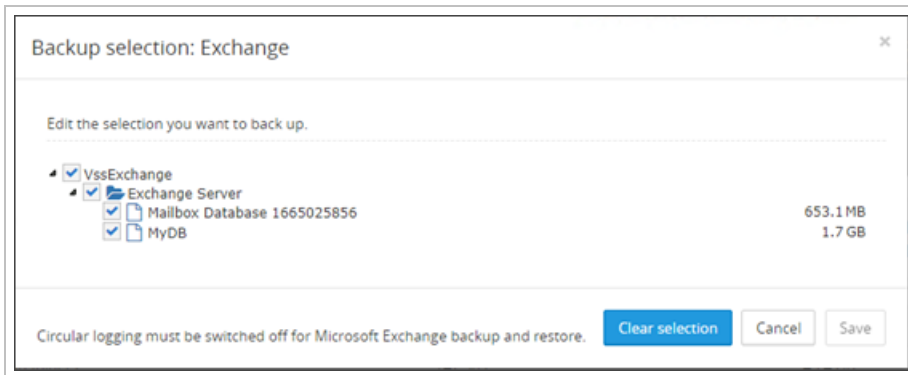 Backup selection: Exchange
×
Edit the selection you want to back up.
VssExchange
Exchange Server
Mailbox Database 1665025856 653.1 MB
MyDB 1.7 GB
Circular logging must be switched off for Microsoft Exchange backup and restore. Clear selection Cancel Save